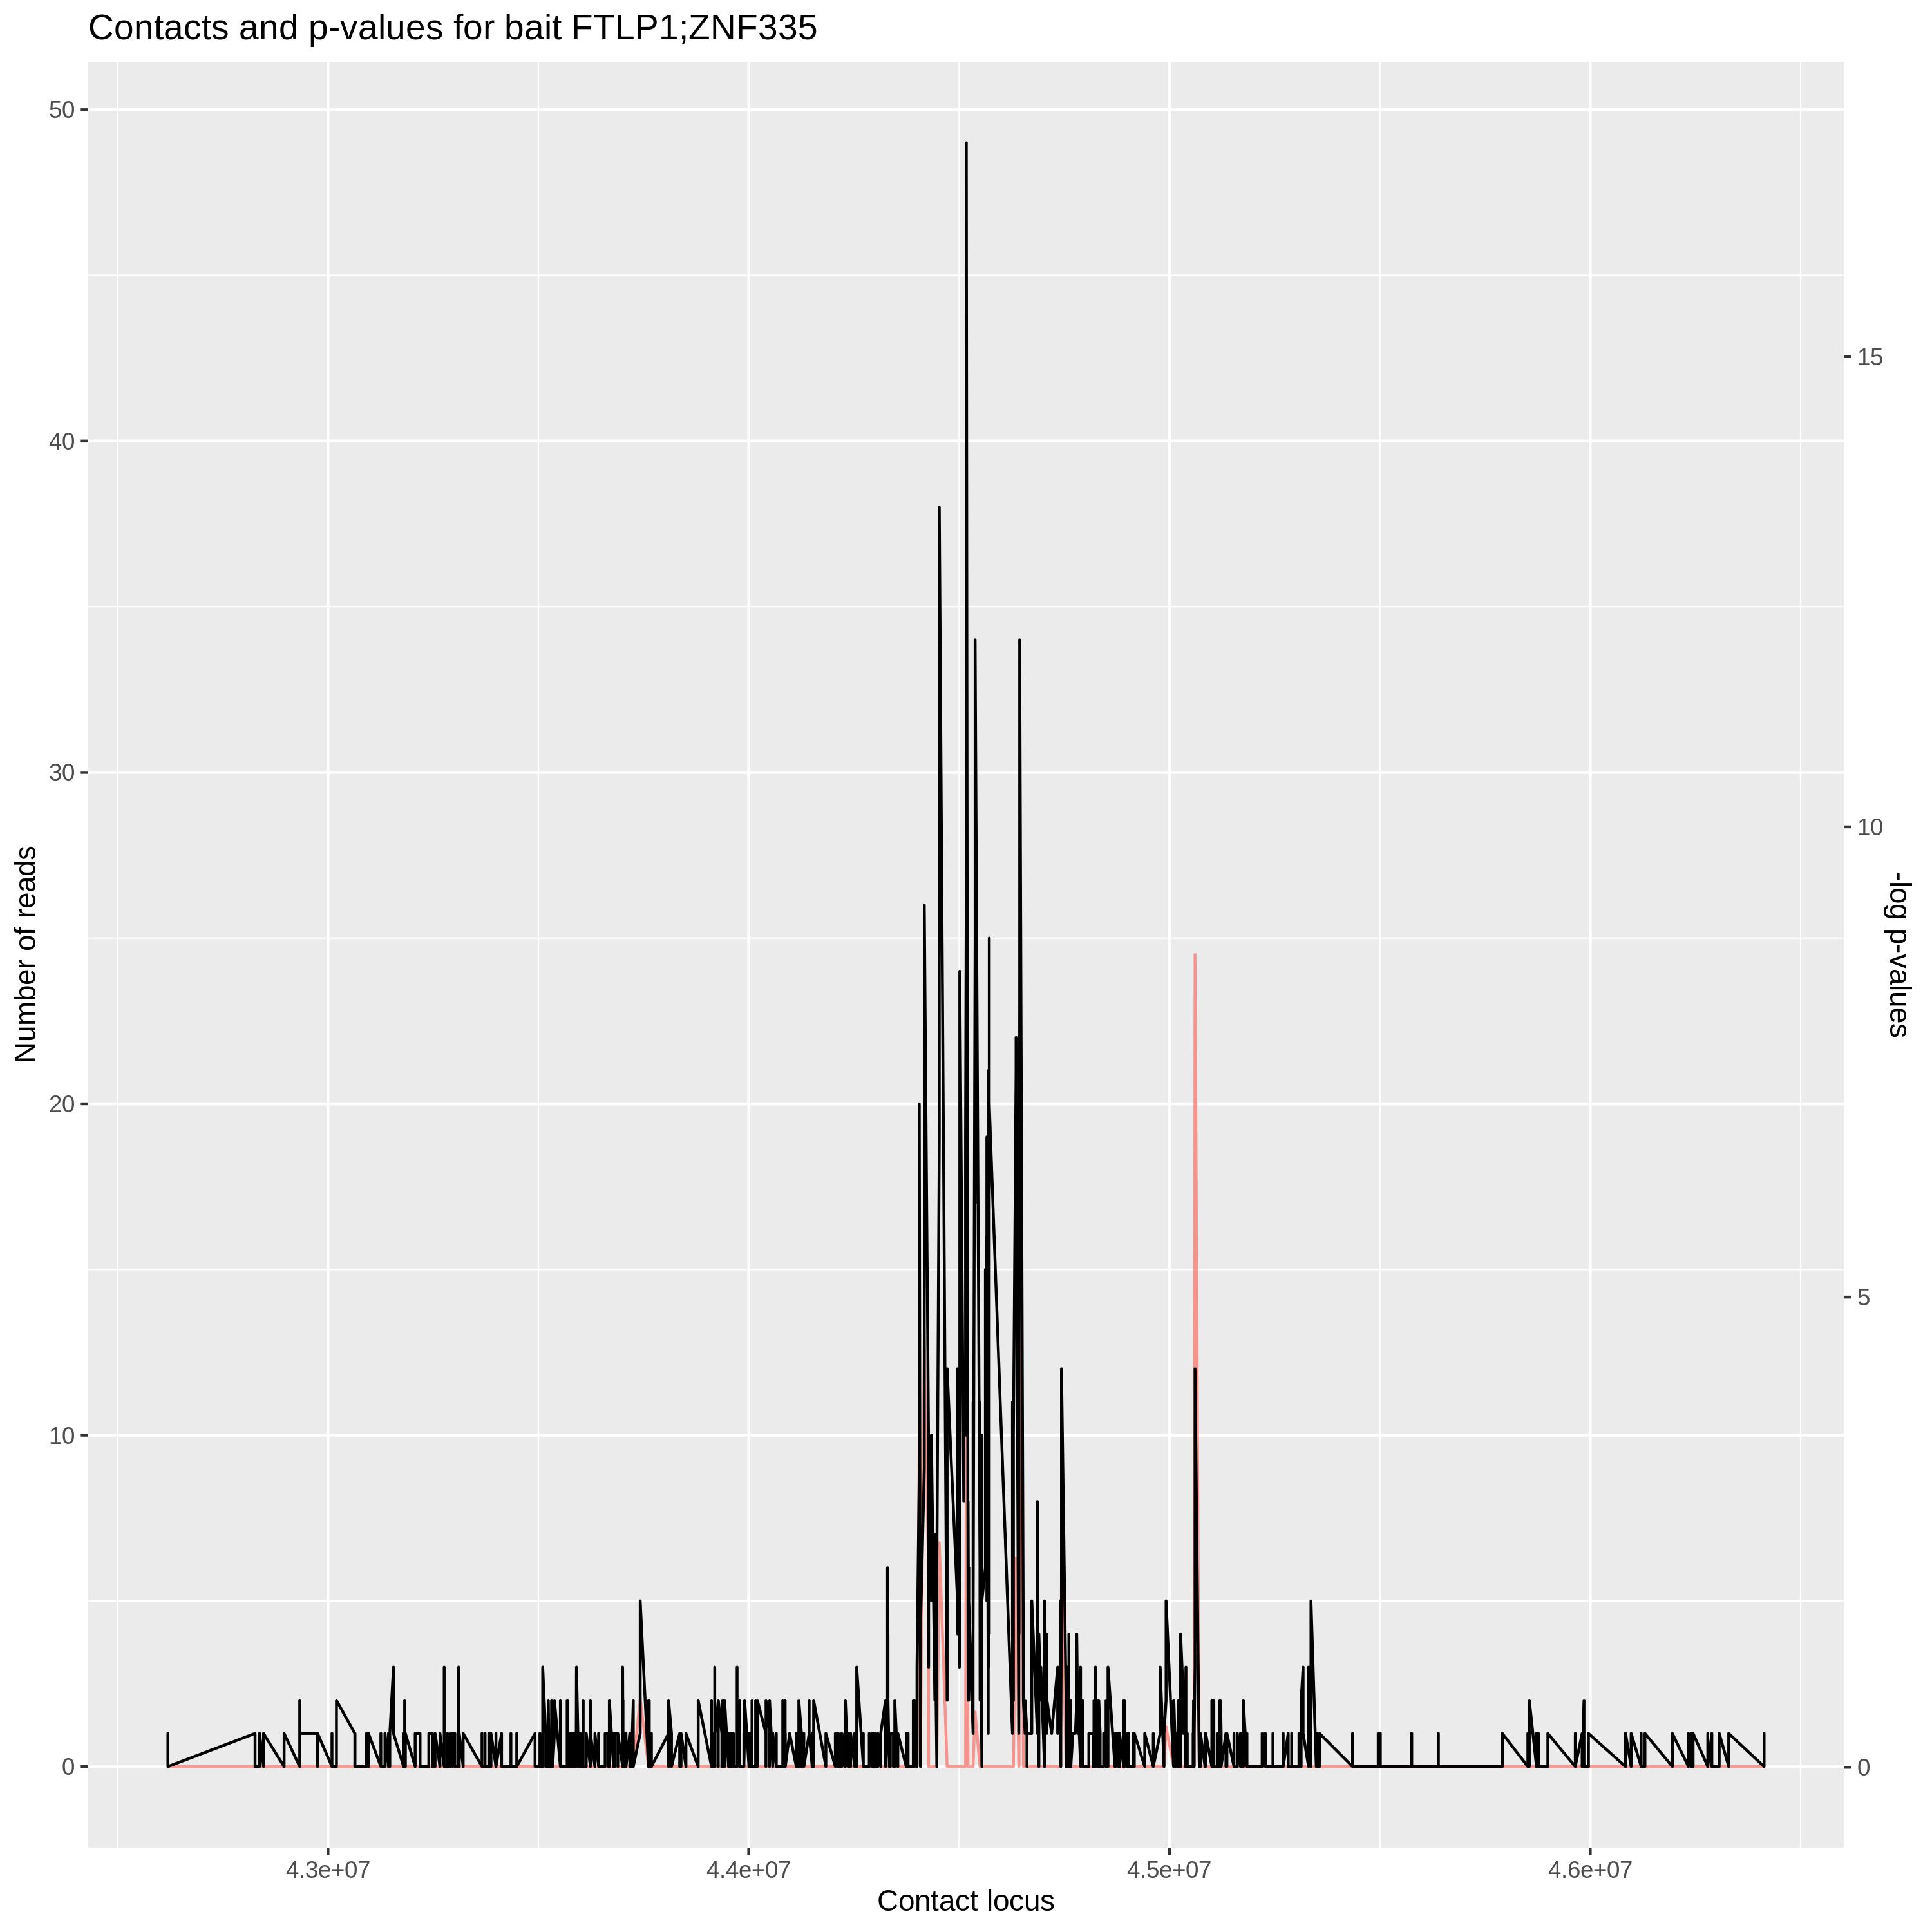 Contacts and p-values for bait FTLP1;ZNF335
50
40
30
20
10
0
Number of reads
15
10
5
0
-log p-values
4.3e+07
4.4e+07
4.5e+07
4.6e+07
Contact locus